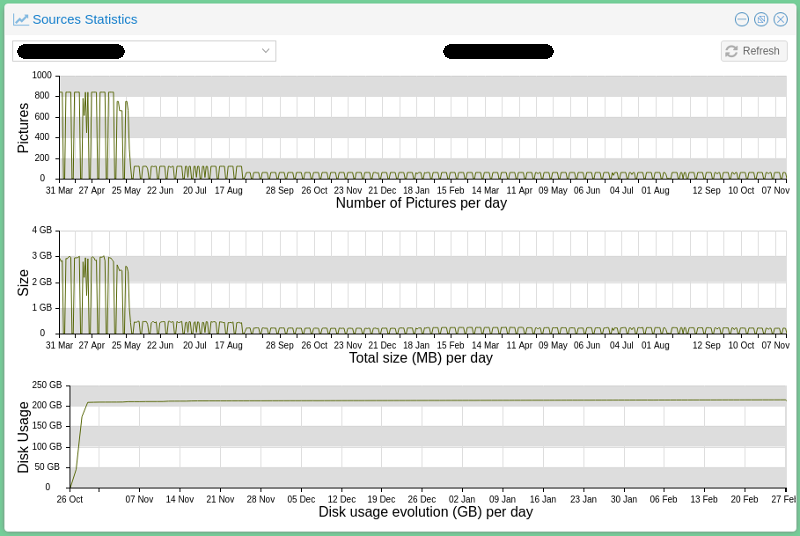 Sources Statistics
Refresh
1000
800
600
400
200
0
Pictures
31 Mar 27 Apr 25 May 22 Jun 20 Jul 17 Aug 28 Sep 26 Oct 23 Nov 21 Dec 18 Jan 15 Feb 14 Mar 11 Apr 09 May 06 Jun 04 Jul 01 Aug 12 Sep 10 Oct 07 Nov
Number of Pictures per day
4 GB
3 GB
2 GB
1 GB
0
Size
31 Mar 27 Apr 25 May 22 Jun 20 Jul 17 Aug 28 Sep 26 Oct 23 Nov 21 Dec 18 Jan 15 Feb 14 Mar 11 Apr 09 May 06 Jun 04 Jul 01 Aug 12 Sep 10 Oct 07 Nov
Total size (MB) per day
250 GB
200 GB
150 GB
100 GB
50 GB
0
Disk Usage
26 Oct 07 Nov 14 Nov 21 Nov 28 Nov 05 Dec 12 Dec 19 Dec 26 Dec 02 Jan 09 Jan 16 Jan 23 Jan 30 Jan 06 Feb 13 Feb 20 Feb 27 Feb
Disk usage evolution (GB) per day